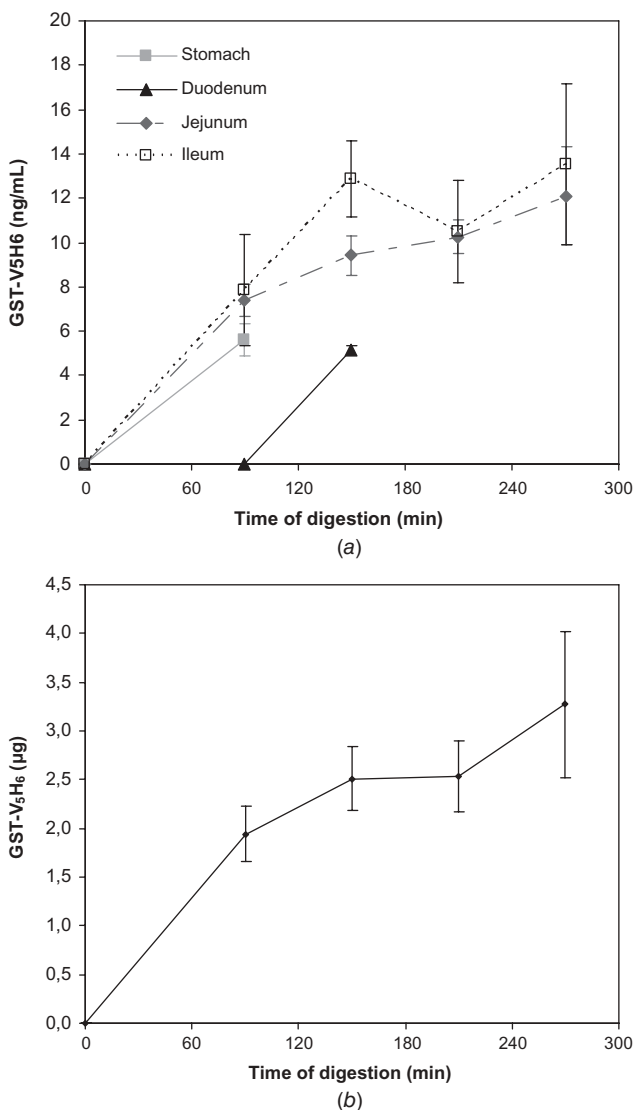 20
18
16
14
12
10
8
6
4
2
0
GST-V5H6 (ng/mL)
Stomach
Duodenum
Jejunum
Ileum
0 60 120 180 240 300
Time of digestion (min)
(a)
4,5
4,0
3,5
3,0
2,5
2,0
1,5
1,0
0,5
0,0
GST-V₅H₆ (µg)
0 60 120 180 240 300
Time of digestion (min)
(b)